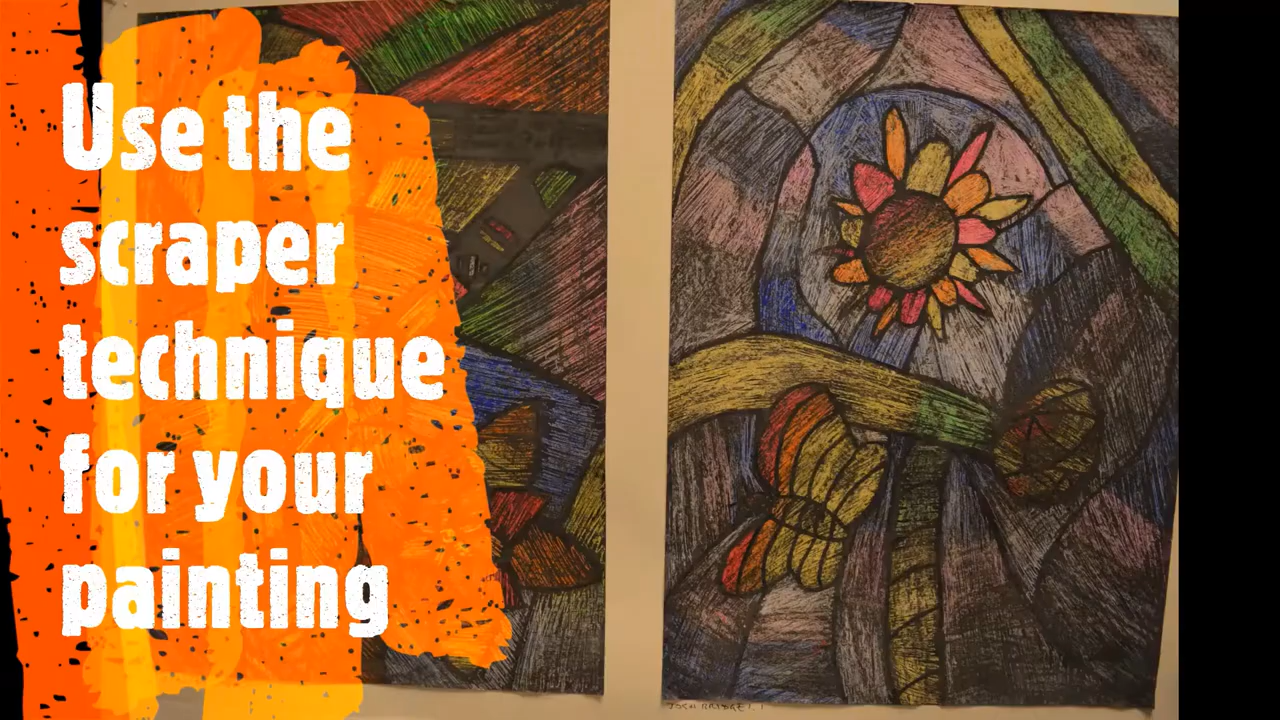 Use the
scraper
technique
for your
painting